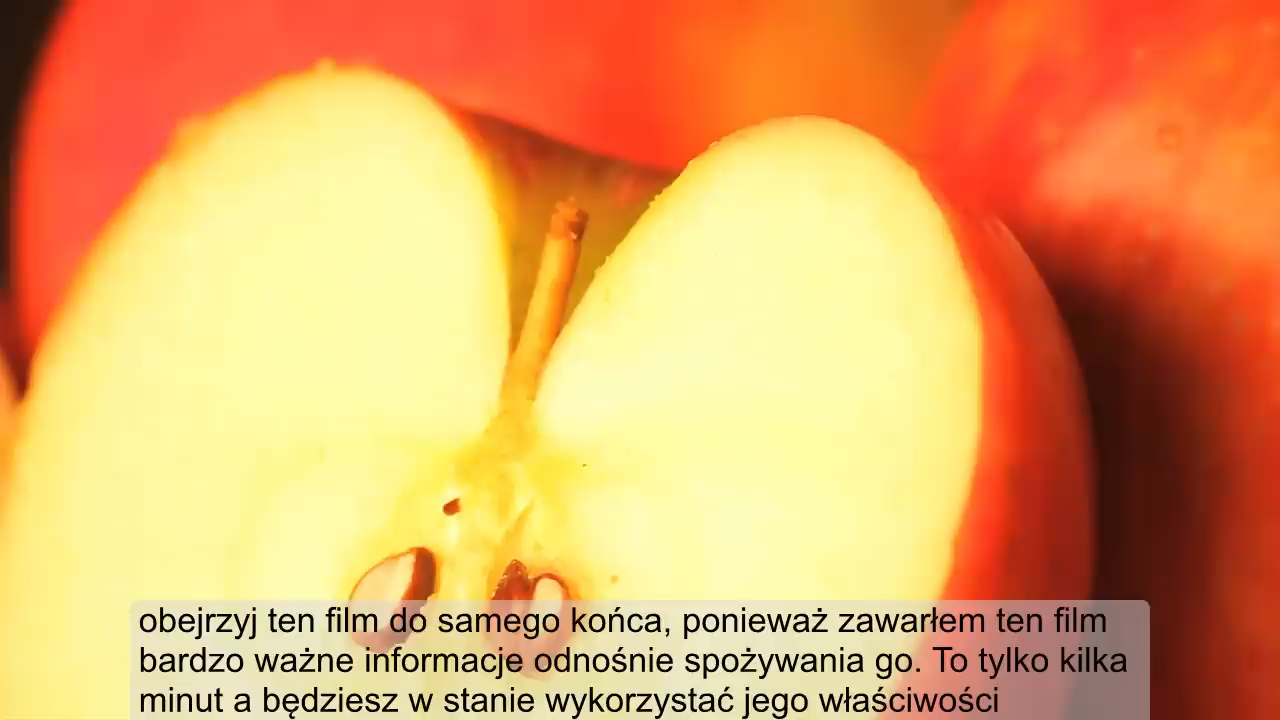 obejrzyj ten film do samego końca, ponieważ zawarłem ten film
bardzo ważne informacje odnośnie spożywania go. To tylko kilka
minut a będziesz w stanie wykorzystać jego właściwości